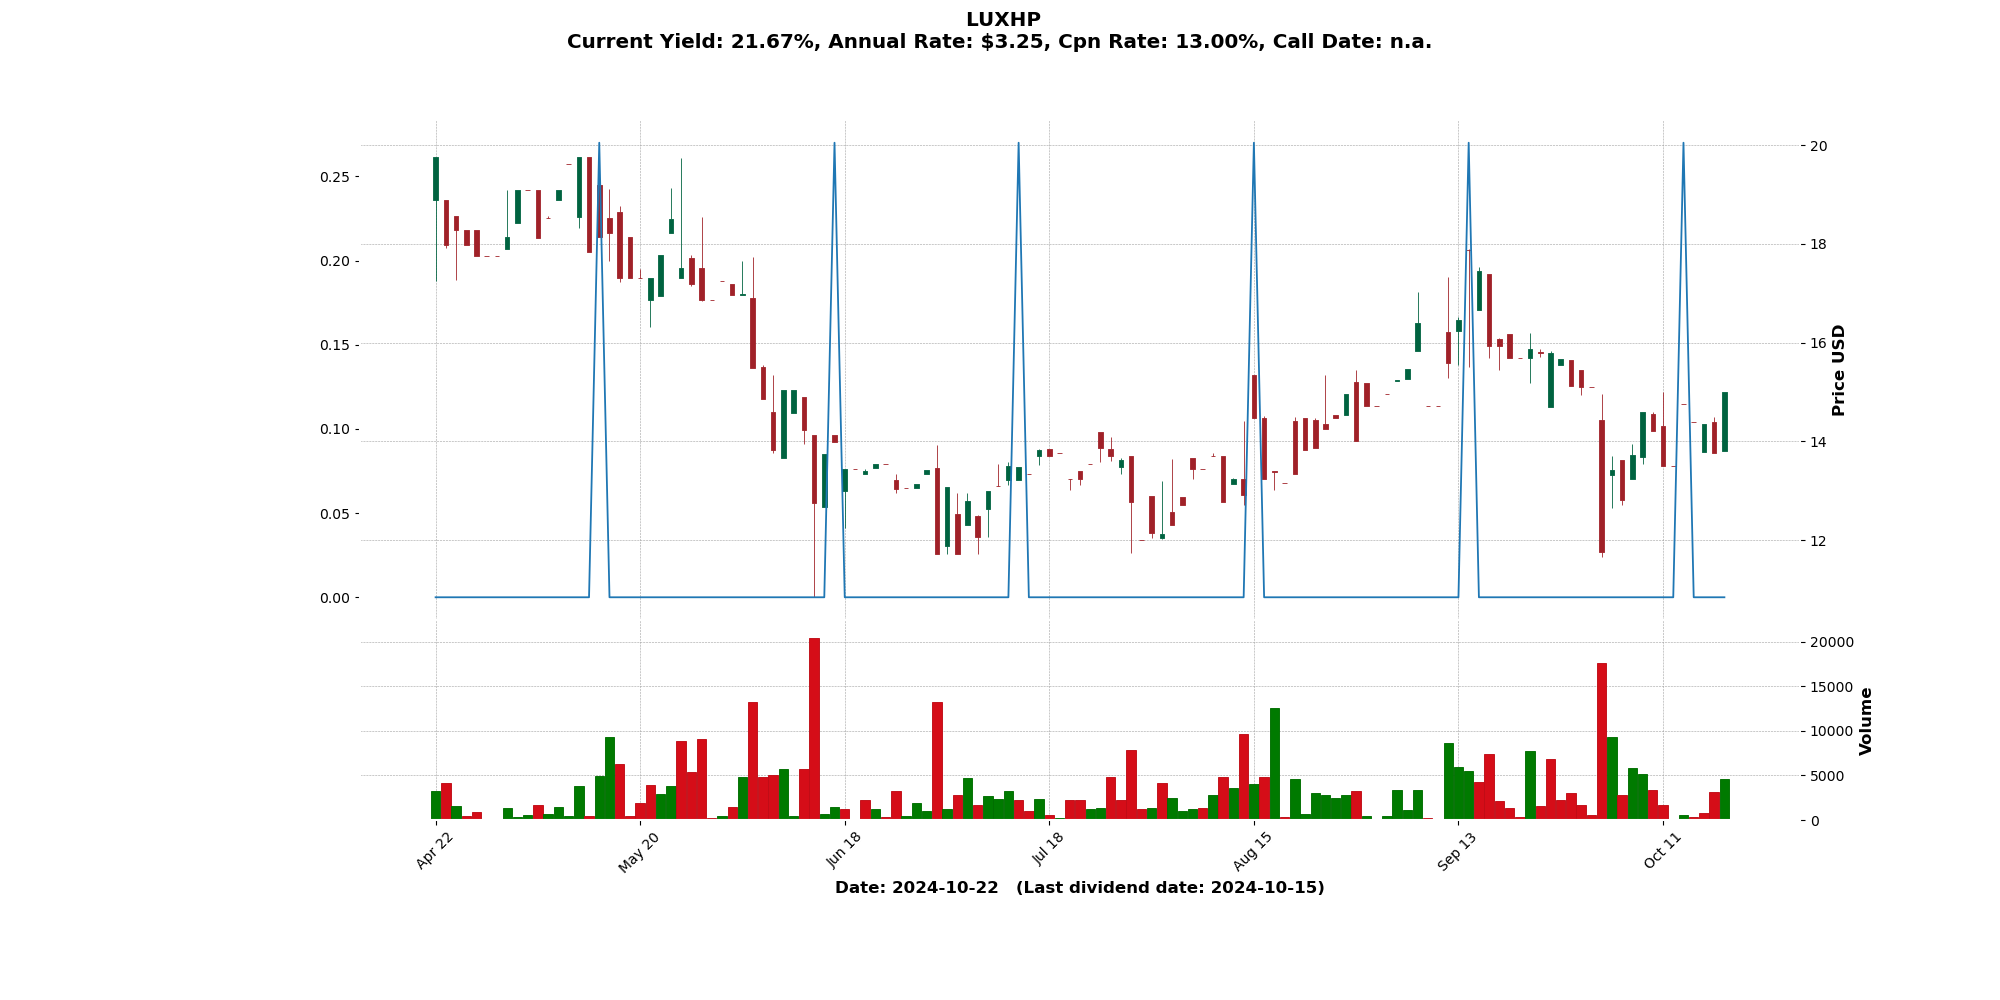 LUXHP
Current Yield: 21.67%, Annual Rate: $3.25, Cpn Rate: 13.00%, Call Date: n.a.
0.25
0.20
0.15
0.10
0.05
0.00
20
18
16
14
12
Price USD
20000
15000
10000
5000
0
Volume
Apr 22
May 20
Jun 18
Jul 18
Aug 15
Sep 13
Oct 11
Date: 2024-10-22 (Last dividend date: 2024-10-15)